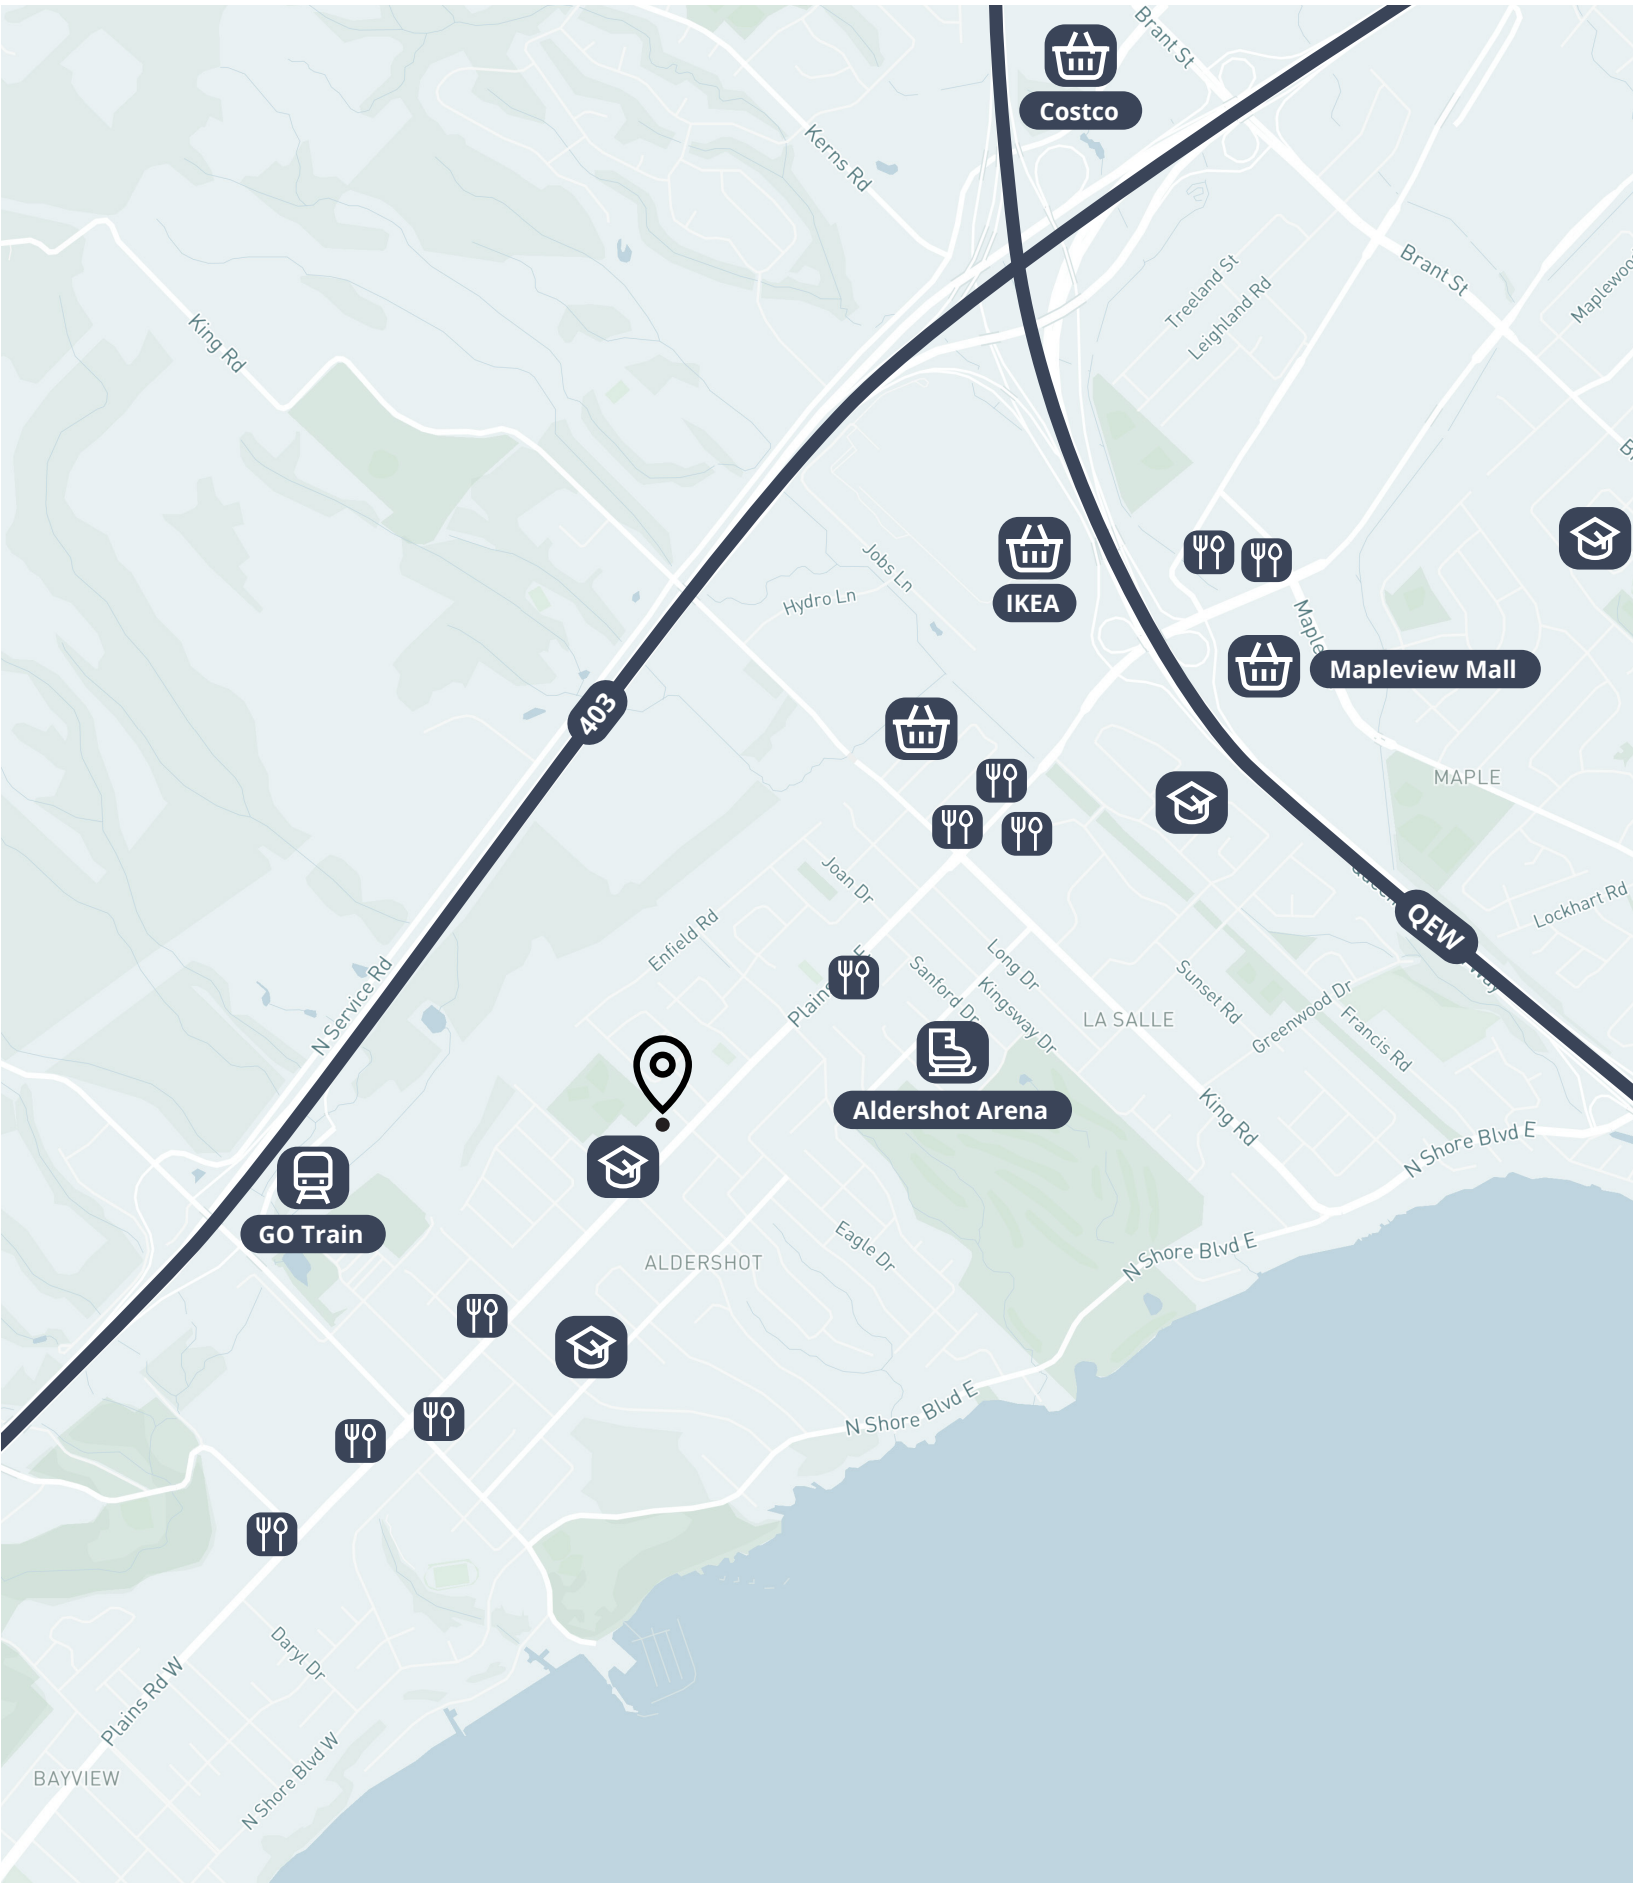 Brant St
Costco
Kerns Rd
Brant St
Treeland St
Leighland Rd
King Rd
Jobs Ln
Hydro Ln
IKEA
Maple
Mapleview Mall
403
MAPLE
Joan Dr
Lockhart Rd
QEW
Enfield Rd
Plains
E
Long Dr
Sanford Dr
Kingsway Dr
Sunset Rd
Greenwood Dr
Francis Rd
LA SALLE
N Service Rd
Aldershot Arena
King Rd
N Shore Blvd E
GO Train
Eagle Dr
N Shore Blvd E
ALDERSHOT
N Shore Blvd E
Daryl Dr
Plains Rd W
N Shore Blvd W
BAYVIEW